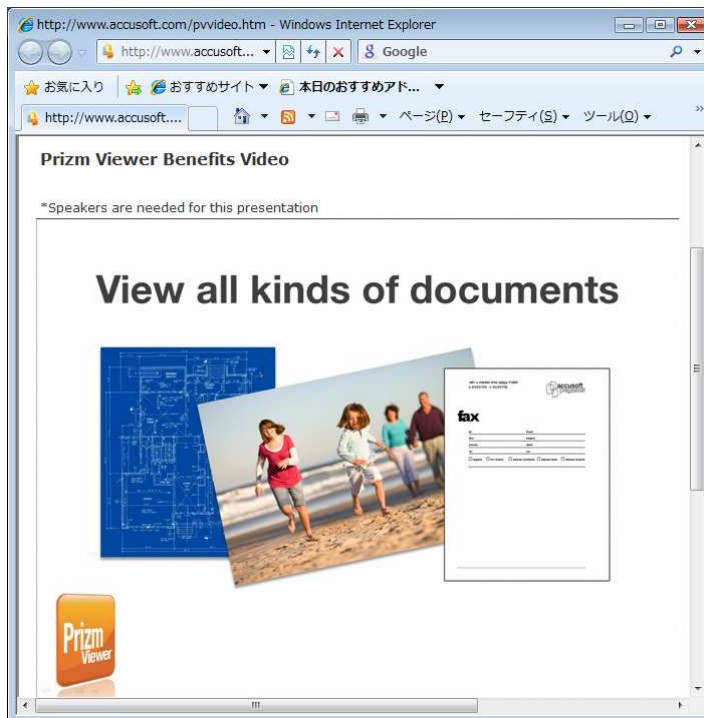 http://www.accusoft.com/pvvideo.htm - Windows Internet Explorer
http://www.accusoft... Google
お気に入り おすすめサイト ▼ 本日のおすすめアド... ▼
http://www.accusoft.... ページ(P) ▼ セーフティ(S) ▼ ツール(O) ▼ »
Prizm Viewer Benefits Video
*Speakers are needed for this presentation
View all kinds of documents
accusoft
pegasus
fax
Prizm
Viewer